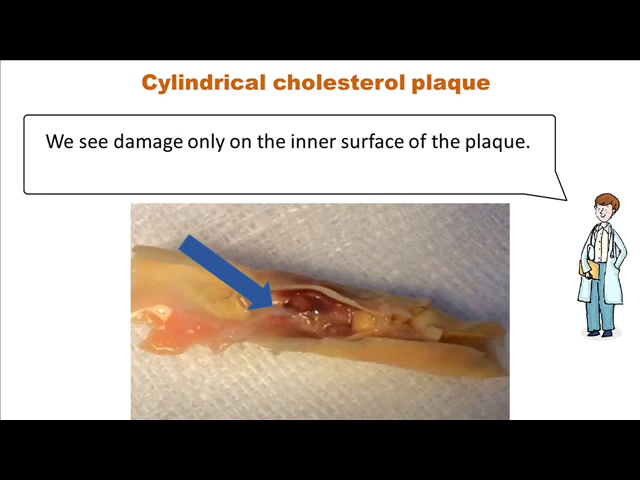 Cylindrical cholesterol plaque
We see damage only on the inner surface of the plaque.